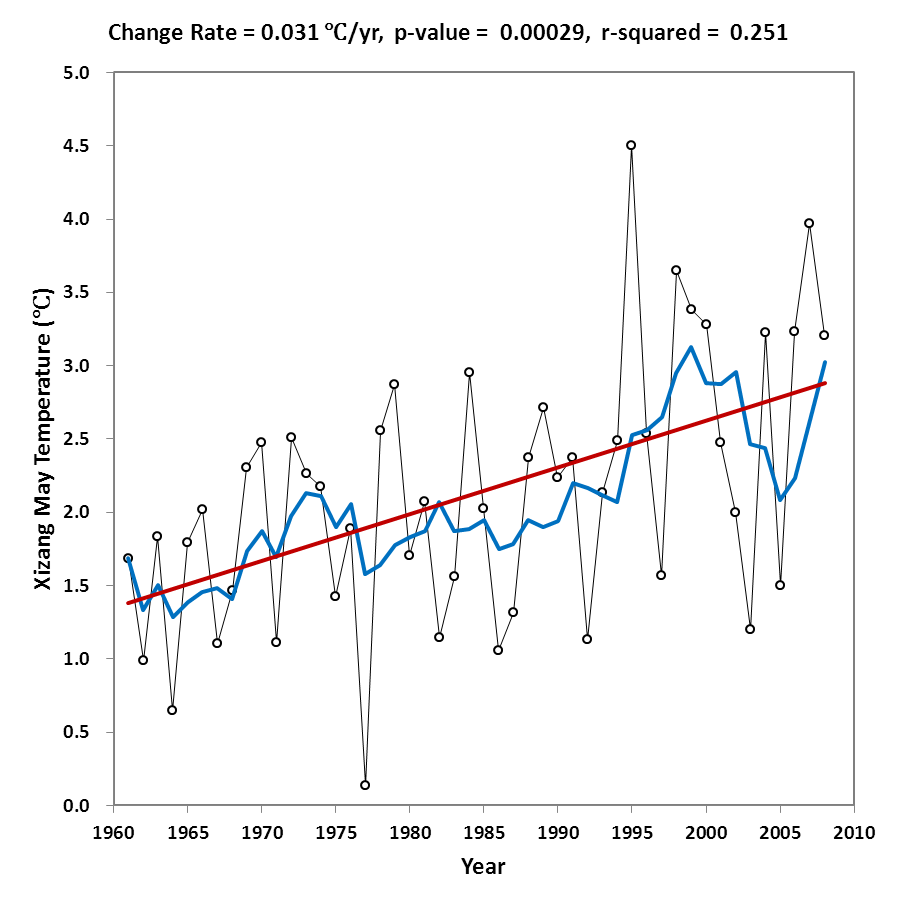 Change Rate = 0.031 ℃/yr, p-value = 0.00029, r-squared = 0.251
5.0
4.5
4.0
3.5
3.0
2.5
2.0
1.5
1.0
0.5
0.0
Xizang May Temperature (℃)
1960 1965 1970 1975 1980 1985 1990 1995 2000 2005 2010
Year